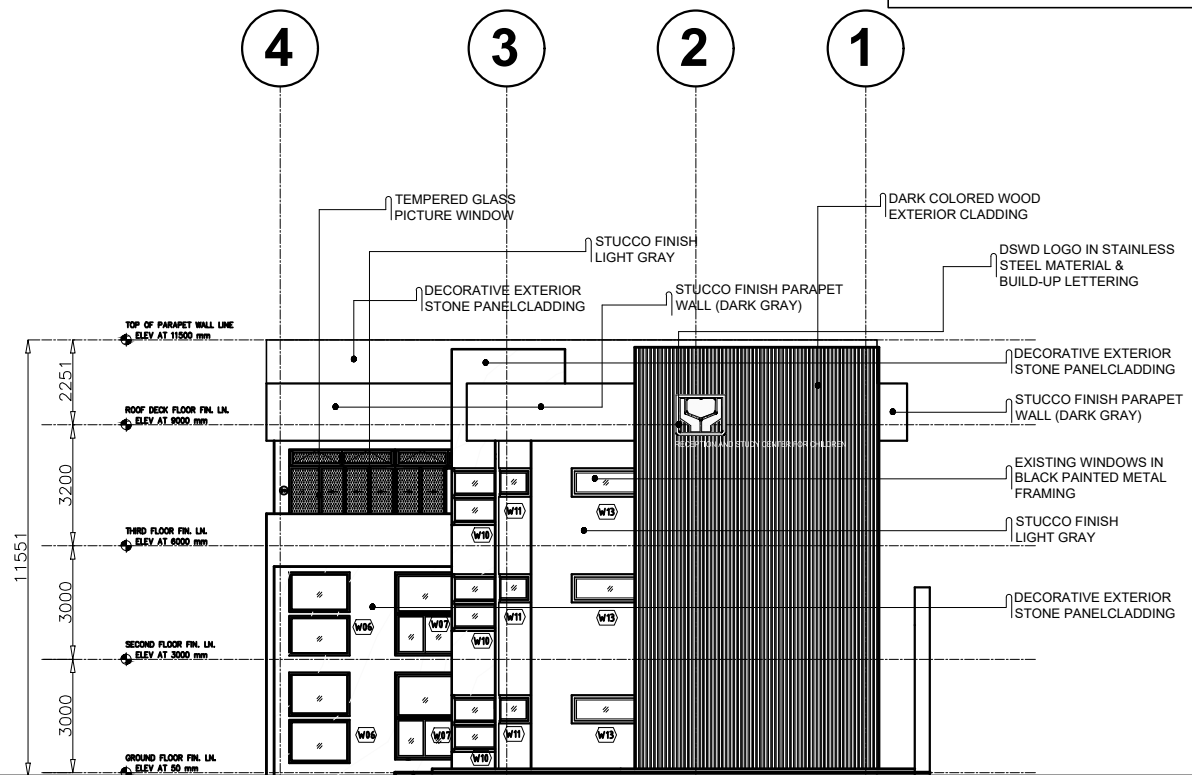 4
3
2
1
TEMPERED GLASS
PICTURE WINDOW
DARK COLORED WOOD
EXTERIOR CLADDING
STUCCO FINISH
LIGHT GRAY
DSWD LOGO IN STAINLESS
STEEL MATERIAL &
BUILD-UP LETTERING
DECORATIVE EXTERIOR
STONE PANELCLADDING
STUCCO FINISH PARAPET
WALL (DARK GRAY)
TOP OF PARAPET WALL LINE
ELEV AT 11500 mm
DECORATIVE EXTERIOR
STONE PANELCLADDING
2251
STUCCO FINISH PARAPET
WALL (DARK GRAY)
ROOF DECK FLOOR FIN. LN.
ELEV AT 9000 mm
RECEPTION AND STUDY CENTER FOR CHILDREN
EXISTING WINDOWS IN
BLACK PAINTED METAL
FRAMING
3200
W11
W13
W10
STUCCO FINISH
LIGHT GRAY
THIRD FLOOR FIN. LN.
ELEV AT 6000 mm
11551
3000
DECORATIVE EXTERIOR
STONE PANELCLADDING
W06
W07
W11
W13
W10
SECOND FLOOR FIN. LN.
ELEV AT 3000 mm
3000
W06
W07
W11
W13
W10
GROUND FLOOR FIN. LN.
ELEV AT 50 mm